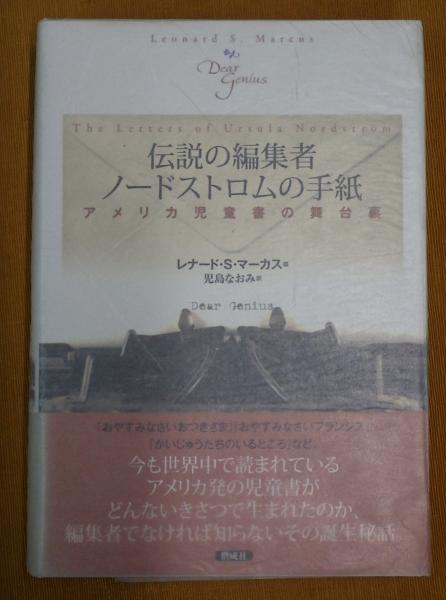 Leonard S. Marcus
Dear
Genius
The Letters of Ursula Nordstrom
伝説の編集者
ノードストロムの手紙
アメリカ児童書の舞台裏
レナード・S・マーカス 編
児島なおみ 訳
Dear Genius
「おやすみなさいおつきさま」「おやすみなさいフランシス」
「かいじゅうたちのいるところ」など、
今も世界中で読まれている
アメリカ発の児童書が
どんないきさつで生まれたのか、
編集者でなければ知らないその誕生秘話
偕成社